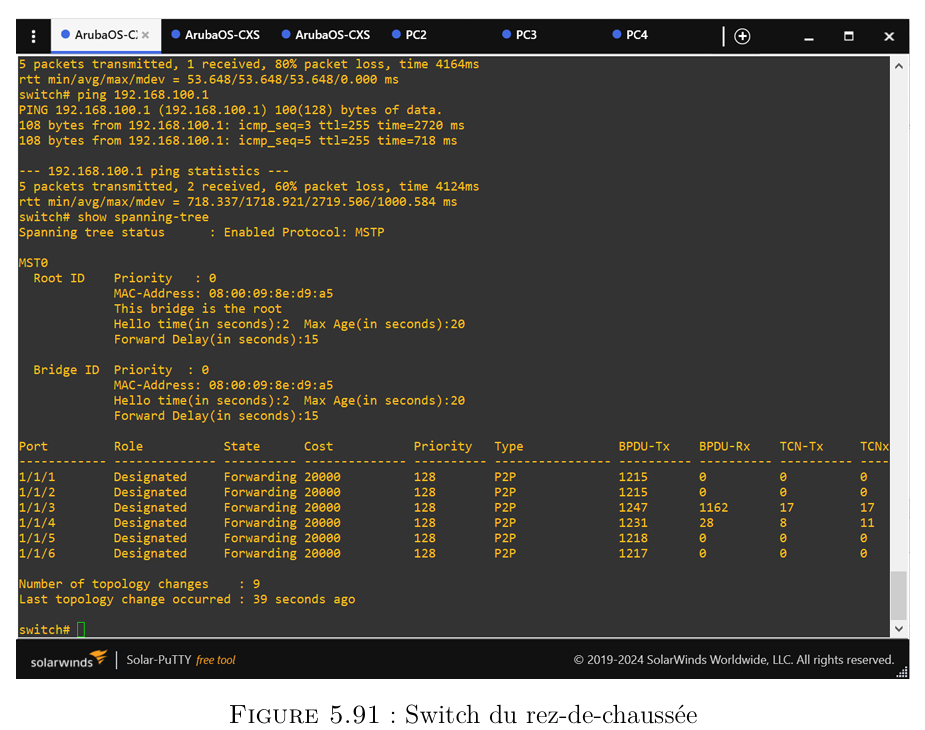 ArubaOS-C: ArubaOS-CXS ArubaOS-CXS PC2 PC3 PC4
5 packets transmitted, 1 received, 80% packet loss, time 4164ms
rtt min/avg/max/mdev = 53.648/53.648/53.648/0.000 ms
switch# ping 192.168.100.1
PING 192.168.100.1 (192.168.100.1) 100(128) bytes of data.
108 bytes from 192.168.100.1: icmp_seq=3 ttl=255 time=2720 ms
108 bytes from 192.168.100.1: icmp_seq=5 ttl=255 time=718 ms
--- 192.168.100.1 ping statistics ---
5 packets transmitted, 2 received, 60% packet loss, time 4124ms
rtt min/avg/max/mdev = 718.337/1718.921/2719.506/1000.584 ms
switch# show spanning-tree
Spanning tree status : Enabled Protocol: MSTP
MST0
Root ID Priority : 0
MAC-Address: 08:00:09:8e:d9:a5
This bridge is the root
Hello time(in seconds):2 Max Age(in seconds):20
Forward Delay(in seconds):15
Bridge ID Priority : 0
MAC-Address: 08:00:09:8e:d9:a5
Hello time(in seconds):2 Max Age(in seconds):20
Forward Delay(in seconds):15
Port Role State Cost Priority Type BPDU-Tx BPDU-Rx TCN-Tx TCNx
------------ -------------- ---------- -------------- ---------- ---------------- ---------- ---------- ---------- ----
1/1/1 Designated Forwarding 20000 128 P2P 1215 0 0 0
1/1/2 Designated Forwarding 20000 128 P2P 1215 0 0 0
1/1/3 Designated Forwarding 20000 128 P2P 1247 1162 17 17
1/1/4 Designated Forwarding 20000 128 P2P 1231 28 8 11
1/1/5 Designated Forwarding 20000 128 P2P 1218 0 0 0
1/1/6 Designated Forwarding 20000 128 P2P 1217 0 0 0
Number of topology changes : 9
Last topology change occurred : 39 seconds ago
switch#
solarwinds Solar-PuTTY free tool © 2019-2024 SolarWinds Worldwide, LLC. All rights reserved.
FIGURE 5.91 : Switch du rez-de-chaussée